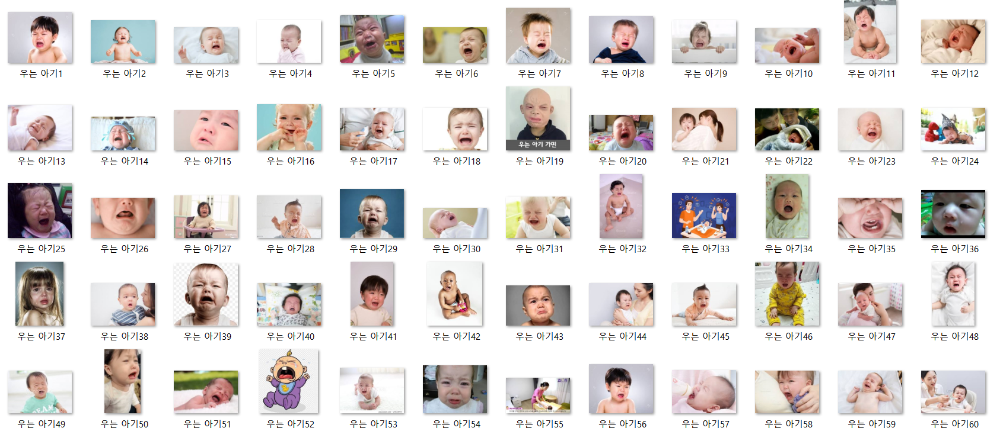 우는 아기1
우는 아기2
우는 아기3
우는 아기4
우는 아기5
우는 아기6
우는 아기7
우는 아기8
우는 아기9
우는 아기10
우는 아기11
우는 아기12
우는 아기 가면
우는 아기13
우는 아기14
우는 아기15
우는 아기16
우는 아기17
우는 아기18
우는 아기19
우는 아기20
우는 아기21
우는 아기22
우는 아기23
우는 아기24
우는 아기25
우는 아기26
우는 아기27
우는 아기28
우는 아기29
우는 아기30
우는 아기31
우는 아기32
우는 아기33
우는 아기34
우는 아기35
우는 아기36
우는 아기37
우는 아기38
우는 아기39
우는 아기40
우는 아기41
우는 아기42
우는 아기43
우는 아기44
우는 아기45
우는 아기46
우는 아기47
우는 아기48
우는 아기49
우는 아기50
우는 아기51
우는 아기52
우는 아기53
우는 아기54
우는 아기55
우는 아기56
우는 아기57
우는 아기58
우는 아기59
우는 아기60